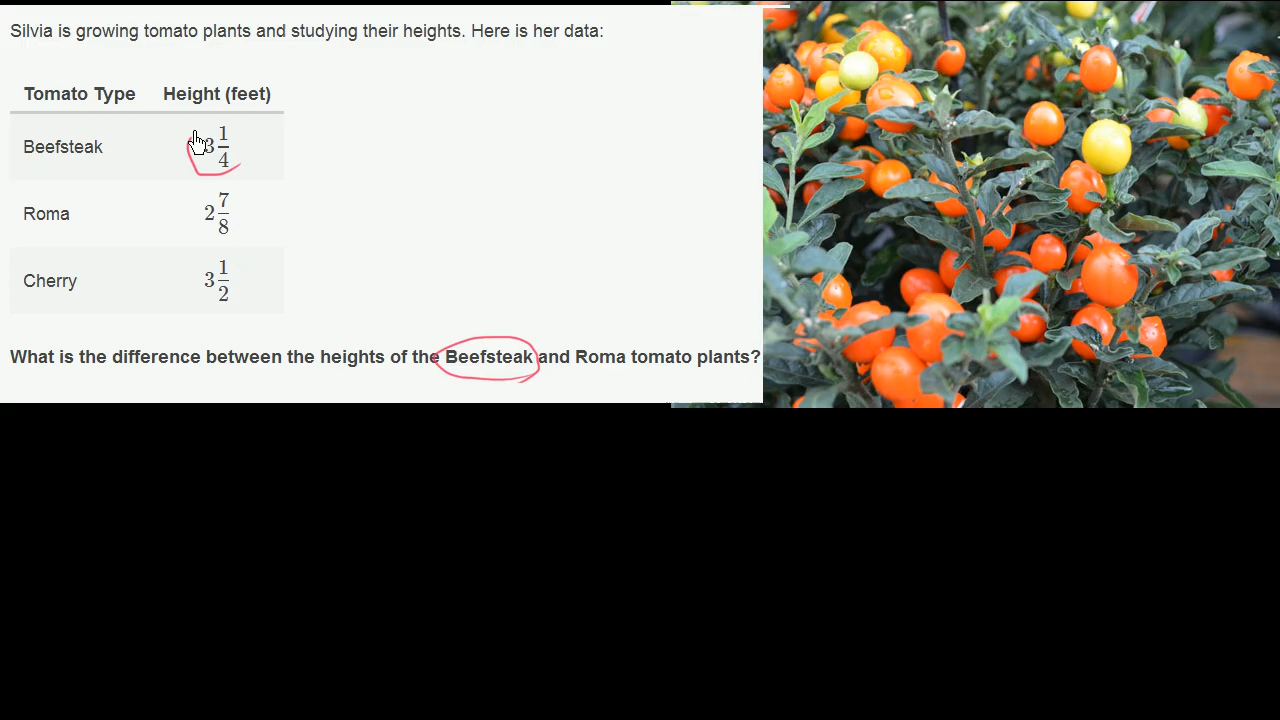 Silvia is growing tomato plants and studying their heights. Here is her data:
Tomato Type Height (feet)
Beefsteak 3 1/4
Roma 2 7/8
Cherry 3 1/2
What is the difference between the heights of the Beefsteak and Roma tomato plants?